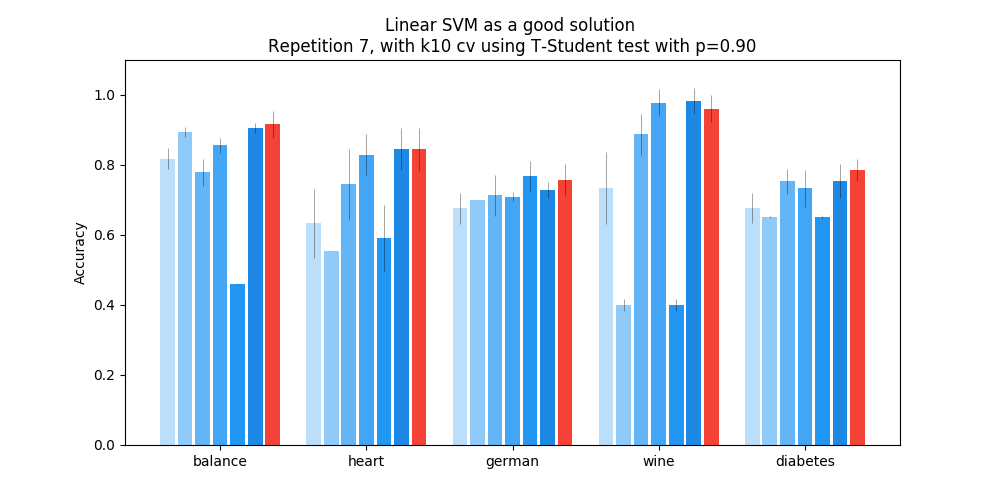 Linear SVM as a good solution
Repetition 7, with k10 cv using T-Student test with p=0.90
Accuracy
1.0
0.8
0.6
0.4
0.2
0.0
balance heart german wine diabetes